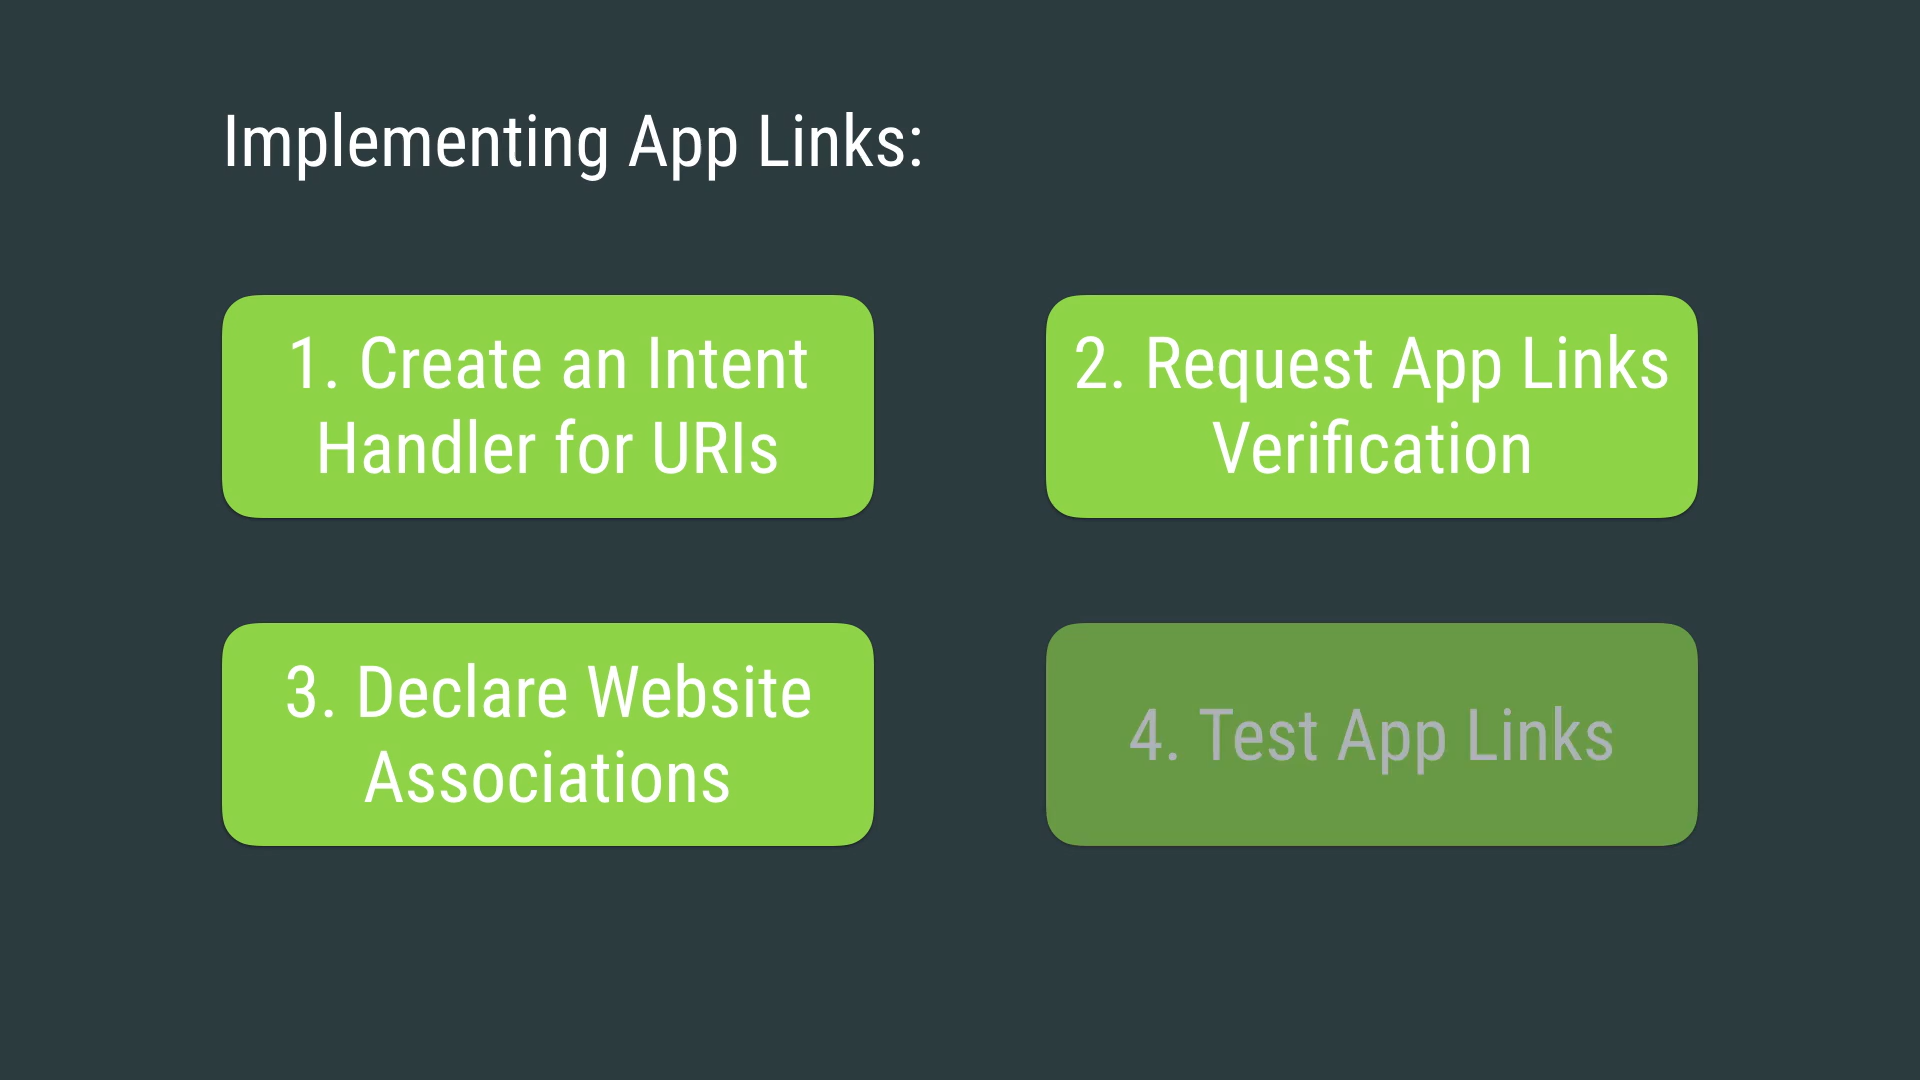 Implementing App Links:
1. Create an Intent
Handler for URIs
2. Request App Links
Verification
3. Declare Website
Associations
4. Test App Links